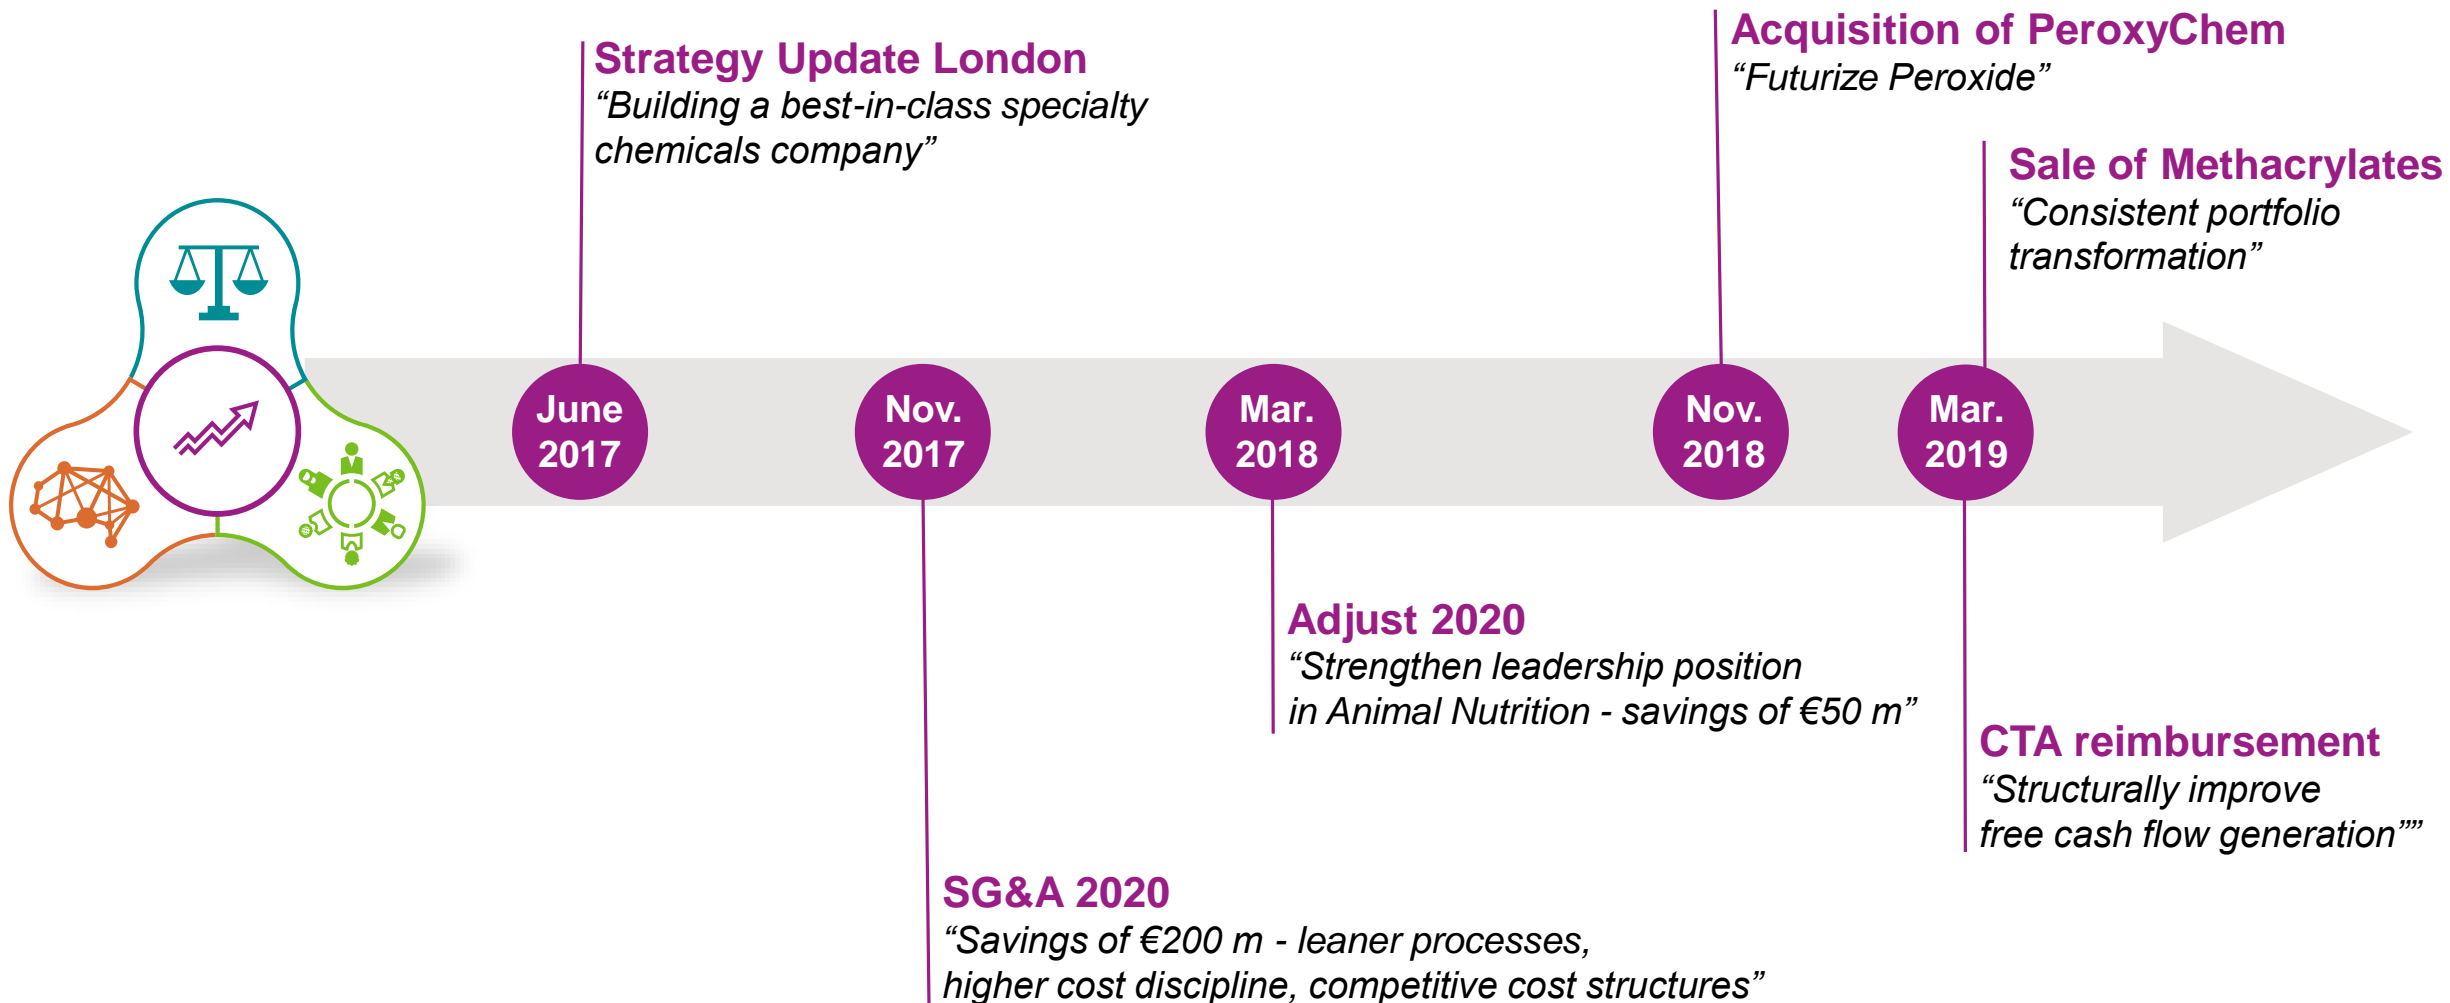 Strategy Update London
“Building a best-in-class specialty
chemicals company”
Acquisition of PeroxyChem
“Futurize Peroxide”
Sale of Methacrylates
“Consistent portfolio
transformation”
June
2017
Nov.
2017
Mar.
2018
Nov.
2018
Mar.
2019
Adjust 2020
“Strengthen leadership position
in Animal Nutrition - savings of €50 m”
CTA reimbursement
“Structurally improve
free cash flow generation””
SG&A 2020
“Savings of €200 m - leaner processes,
higher cost discipline, competitive cost structures”